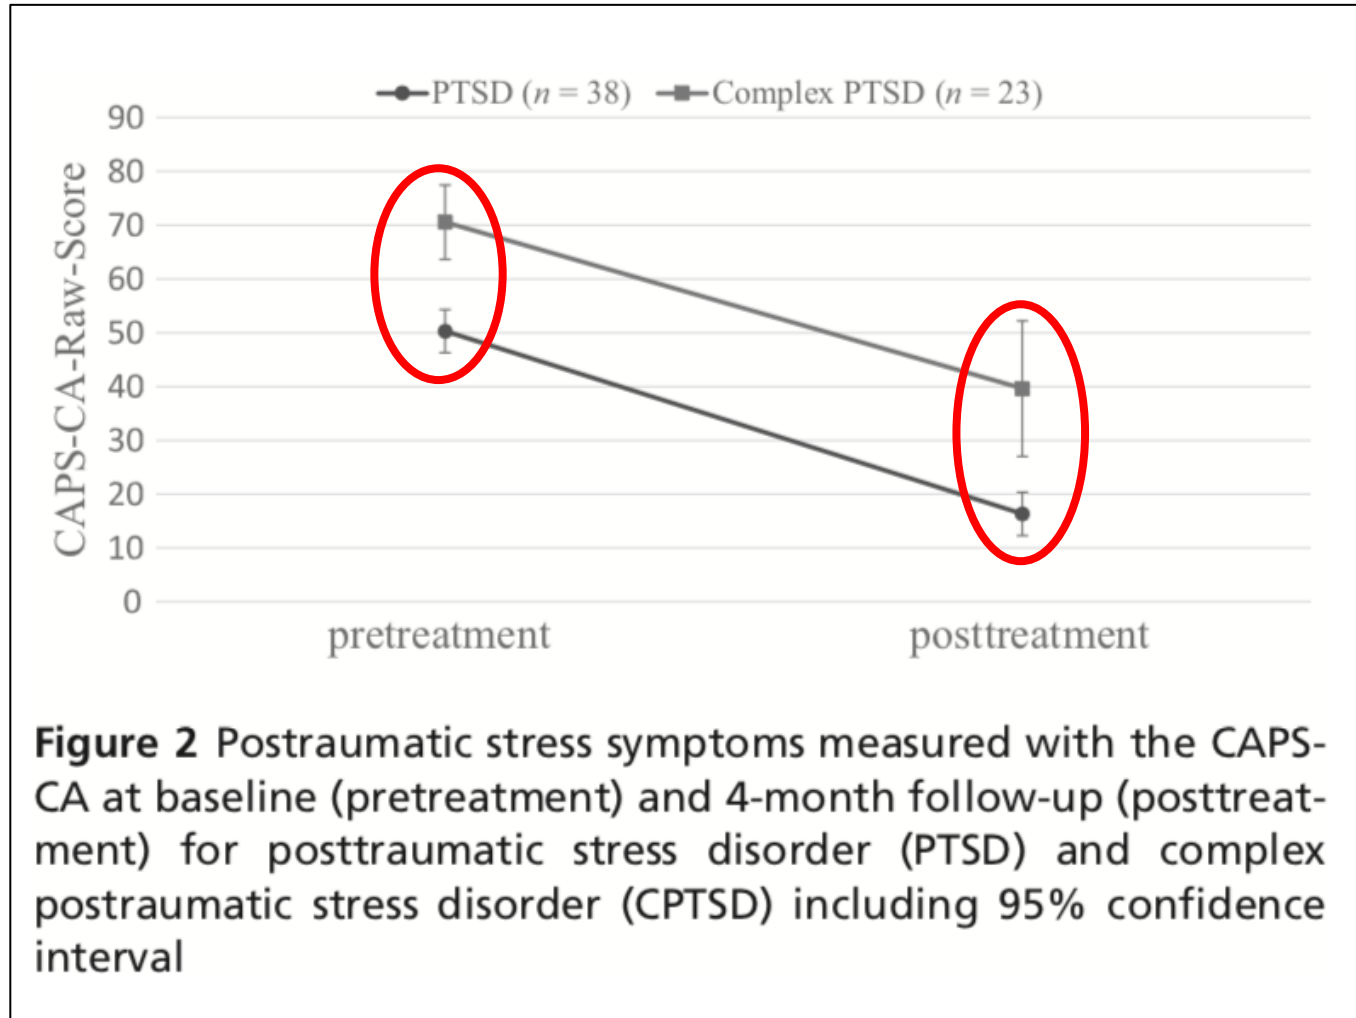 PTSD (n = 38) Complex PTSD (n = 23)
CAPS-CA-Raw-Score
90
80
70
60
50
40
30
20
10
0
pretreatment posttreatment
Figure 2 Postraumatic stress symptoms measured with the CAPS-
CA at baseline (pretreatment) and 4-month follow-up (posttreat-
ment) for posttraumatic stress disorder (PTSD) and complex
postraumatic stress disorder (CPTSD) including 95% confidence
interval